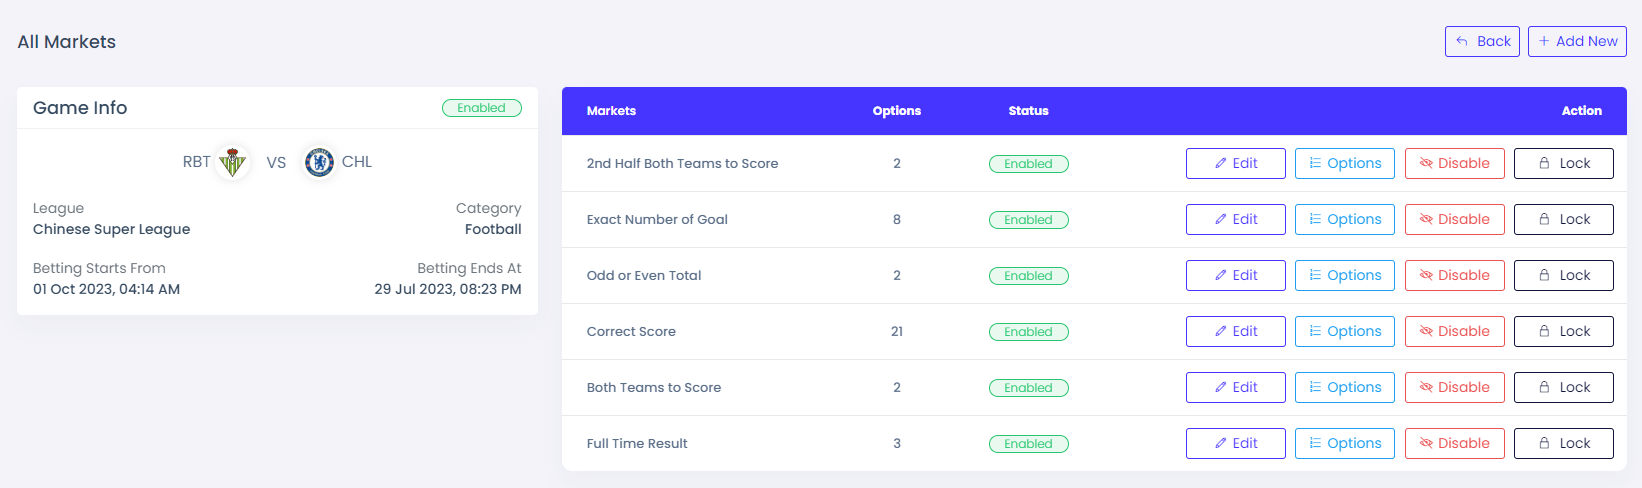 All Markets
Back
Add New
Game Info
Enabled
RBT VS CHL
League
Category
Chinese Super League
Football
Betting Starts From
Betting Ends At
01 Oct 2023, 04:14 AM
29 Jul 2023, 08:23 PM
Markets Options Status Action
2nd Half Both Teams to Score 2 Enabled Edit Options Disable Lock
Exact Number of Goal 8 Enabled Edit Options Disable Lock
Odd or Even Total 2 Enabled Edit Options Disable Lock
Correct Score 21 Enabled Edit Options Disable Lock
Both Teams to Score 2 Enabled Edit Options Disable Lock
Full Time Result 3 Enabled Edit Options Disable Lock